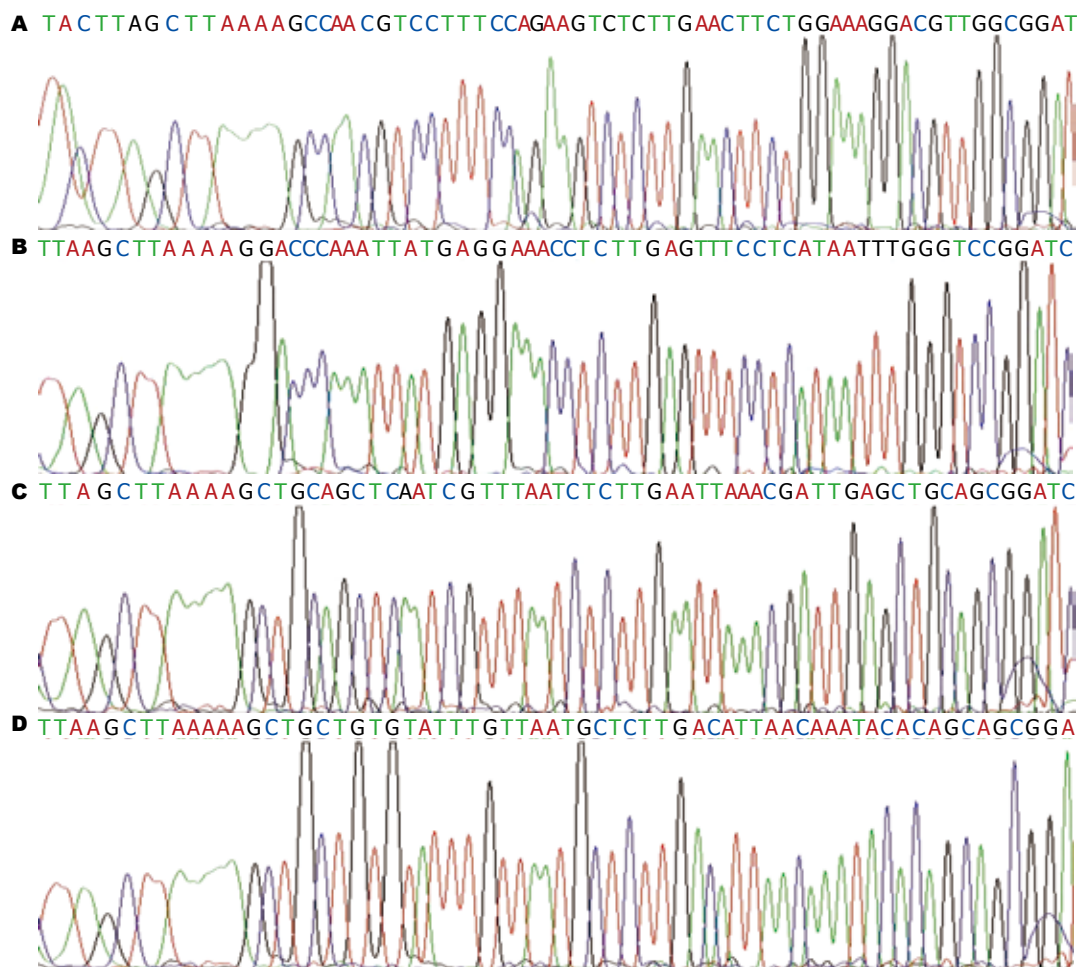 A TACTTAGCTTAAAAGCCAACGTCCTTTCCAGAAGTCTCTTGAACTTCTGGAAAGGACGTTGGCGGAT
B TTAAGCTTAAAAGGACCCAAATTATGAGGAAACCTCTTGAGTTTCCTCATAATTTGGGTCCGGATC
C TTAGCTTAAAAGCTGCAGCTCAATCGTTTAATCTCTTGAATTAAACGATTGAGCTGCAGCGGATC
D TTAAGCTTAAAAAGCTGCTGTGTATTTGTTAATGCTCTTGACATTAACAAATACACAGCAGCGGA